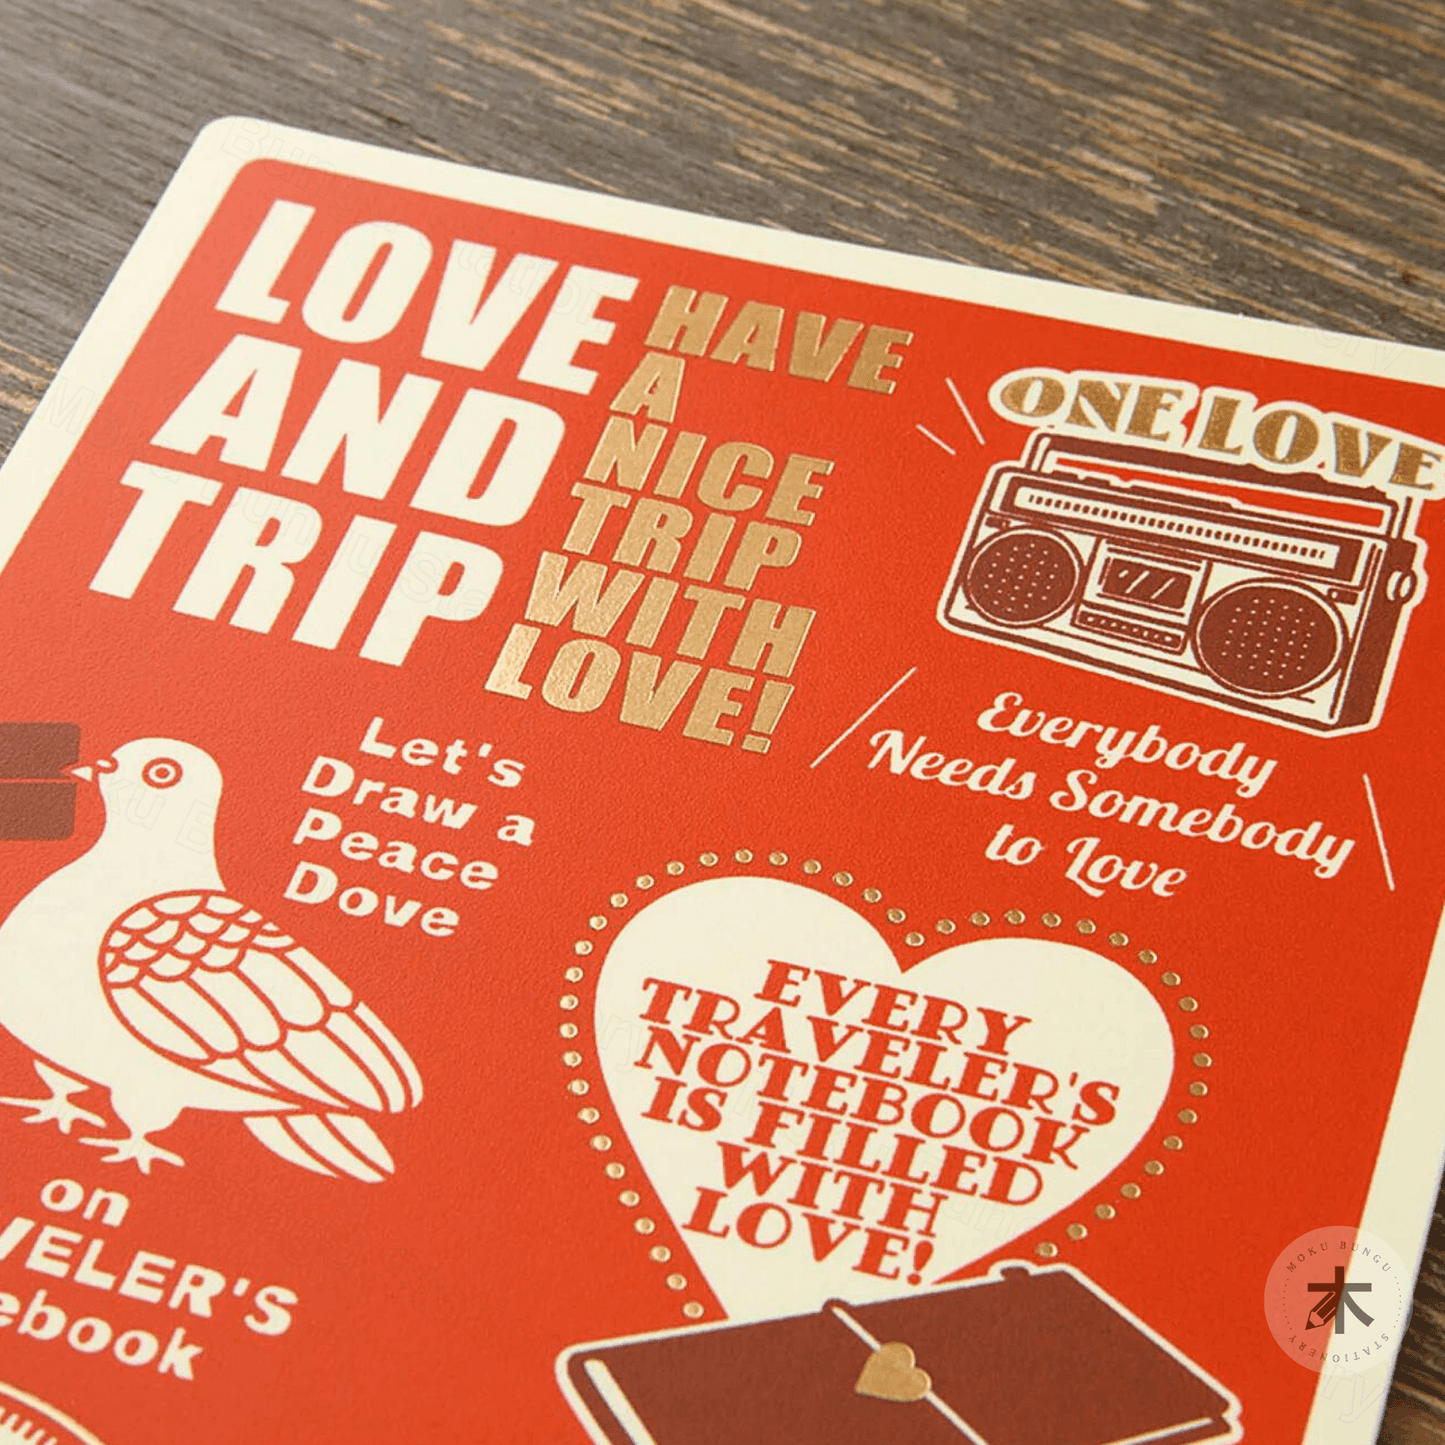 LOVE
AND
TRIP
HAVE
A
NICE
TRIP
WITH
LOVE!
ONE LOVE
Everybody
Needs Somebody
to Love
Let's
Draw a
Peace
Dove
on
VELER'S
ebook
EVERY
TRAVELER'S
NOTEBOOK
IS FILLED
WITH
LOVE!
MOKU BUNGU
木
STATIONERY